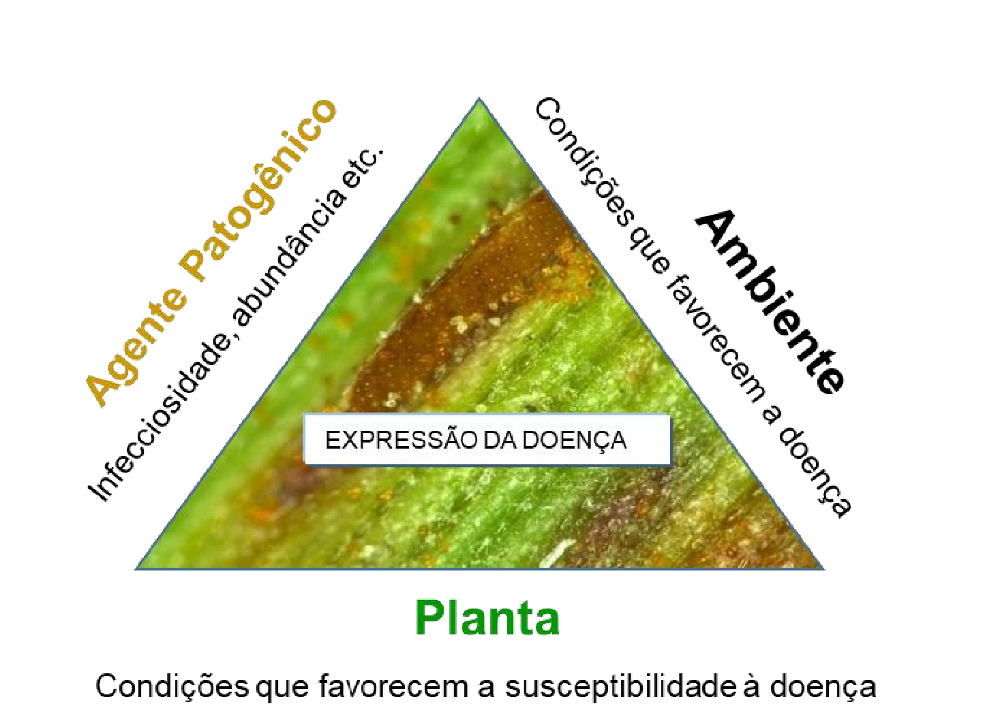 Agente Patogênico
Infecciosidade, abundância etc.
Condições que favorecem a doença
Ambiente
EXPRESSÃO DA DOENÇA
Planta
Condições que favorecem a susceptibilidade à doença